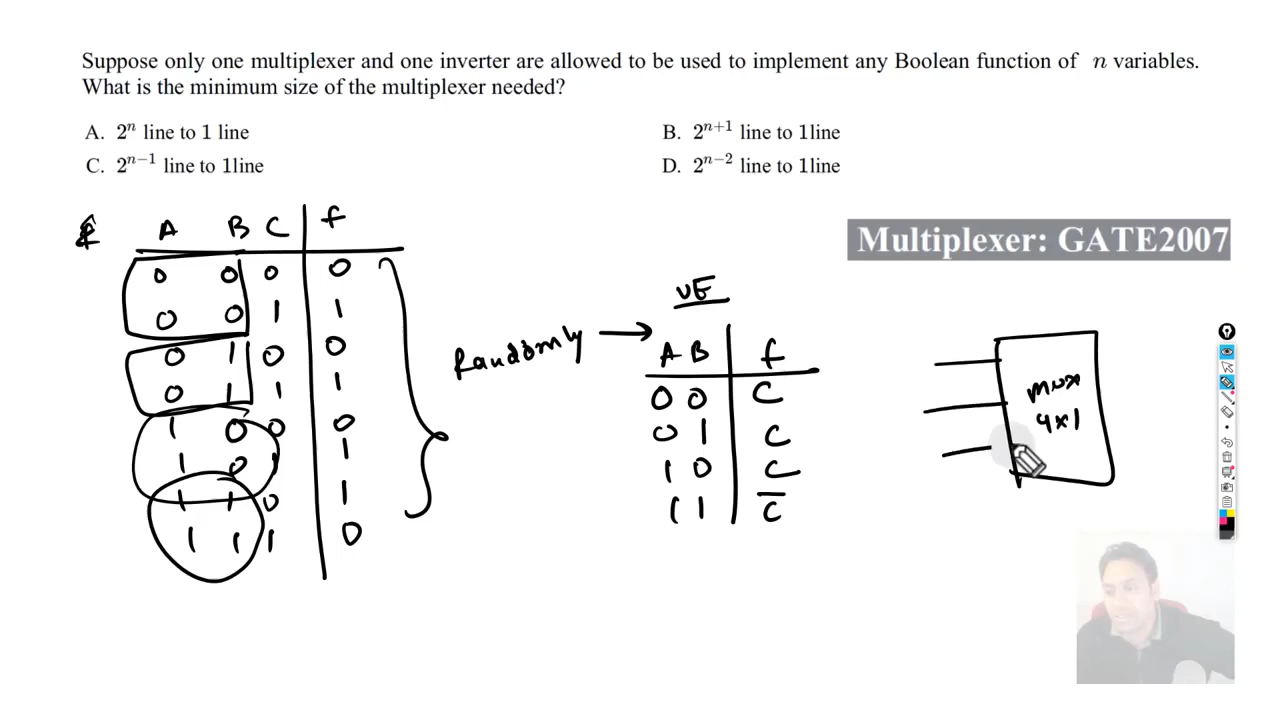 Suppose only one multiplexer and one inverter are allowed to be used to implement any Boolean function of n variables.
What is the minimum size of the multiplexer needed?
A. 2^n line to 1 line
B. 2^{n+1} line to 1line
C. 2^{n−1} line to 1line
D. 2^{n−2} line to 1line
Multiplexer: GATE2007
A B C f
0 0 0 0
0 0 1 1
0 1 0 0
0 1 1 1
1 0 0 0
1 0 1 1
1 1 0 1
1 1 1 0
Randomly →
VE
A B f
0 0 C
0 1 C
1 0 C
1 1 C̅
MUX
4x1